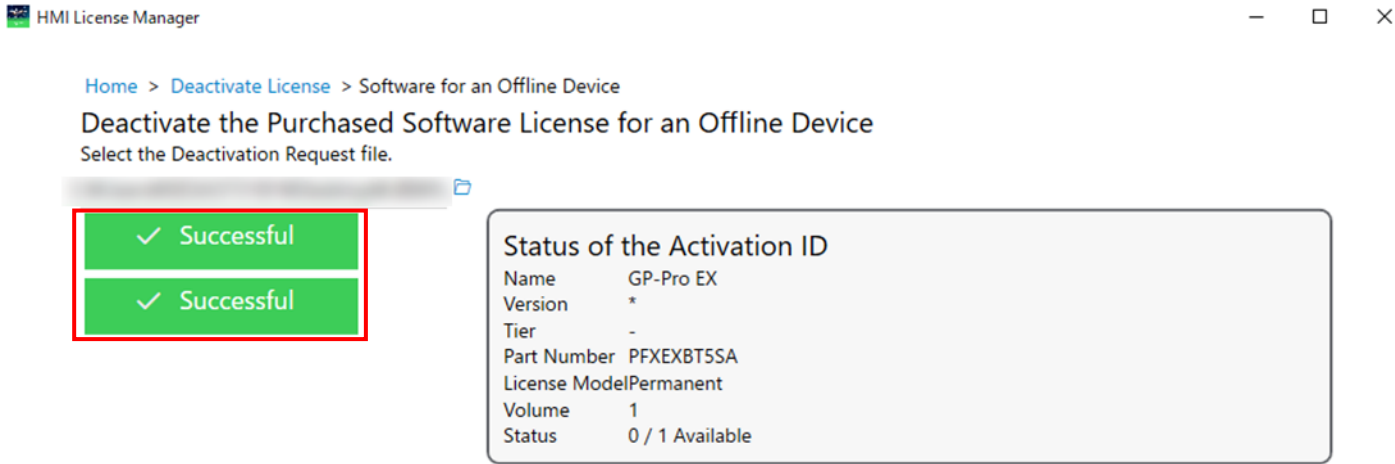 HMI License Manager
Home > Deactivate License > Software for an Offline Device
Deactivate the Purchased Software License for an Offline Device
Select the Deactivation Request file.
Successful
Successful
Status of the Activation ID
Name GP-Pro EX
Version *
Tier -
Part Number PFXEXBT5SA
License Model Permanent
Volume 1
Status 0 / 1 Available